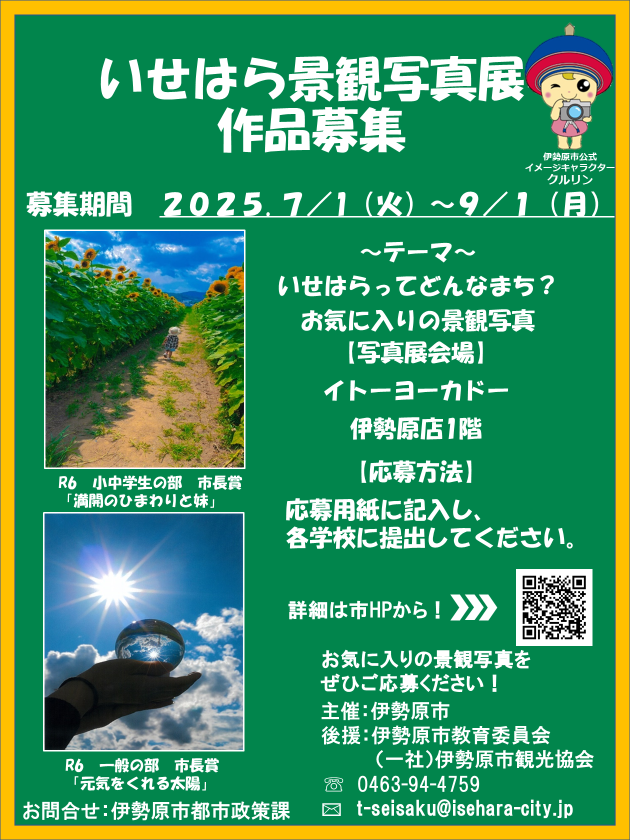 いせはら景観写真展
作品募集
伊勢原市公式
イメージキャラクター
クルリン
募集期間　２０２５．７／１（火）～９／１（月）
～テーマ～
いせはらってどんなまち？
お気に入りの景観写真
【写真展会場】
イトーヨーカドー
伊勢原店1階
【応募方法】
応募用紙に記入し、
各学校に提出してください。
R6　小中学生の部　市長賞
「満開のひまわりと妹」
詳細は市HPから！
お気に入りの景観写真を
ぜひご応募ください！
主催：伊勢原市
後援：伊勢原市教育委員会
（一社）伊勢原市観光協会
R6　一般の部　市長賞
「元気をくれる太陽」
お問合せ：伊勢原市都市政策課
☏ 0463-94-4759
✉ t-seisaku@isehara-city.jp